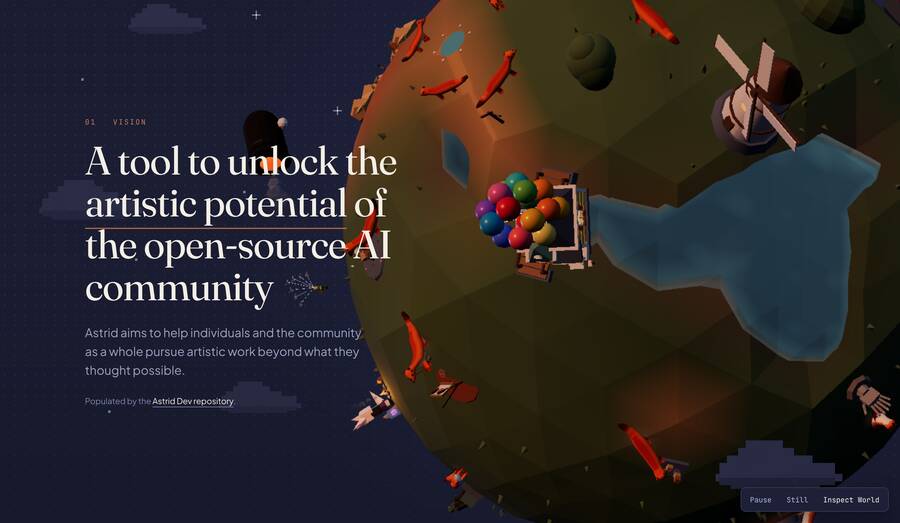 01 VISION
A tool to unlock the
artistic potential of
the open-source AI
community
Astrid aims to help individuals and the community
as a whole pursue artistic work beyond what they
thought possible.
Populated by the Astrid Dev repository.
Pause Still Inspect World